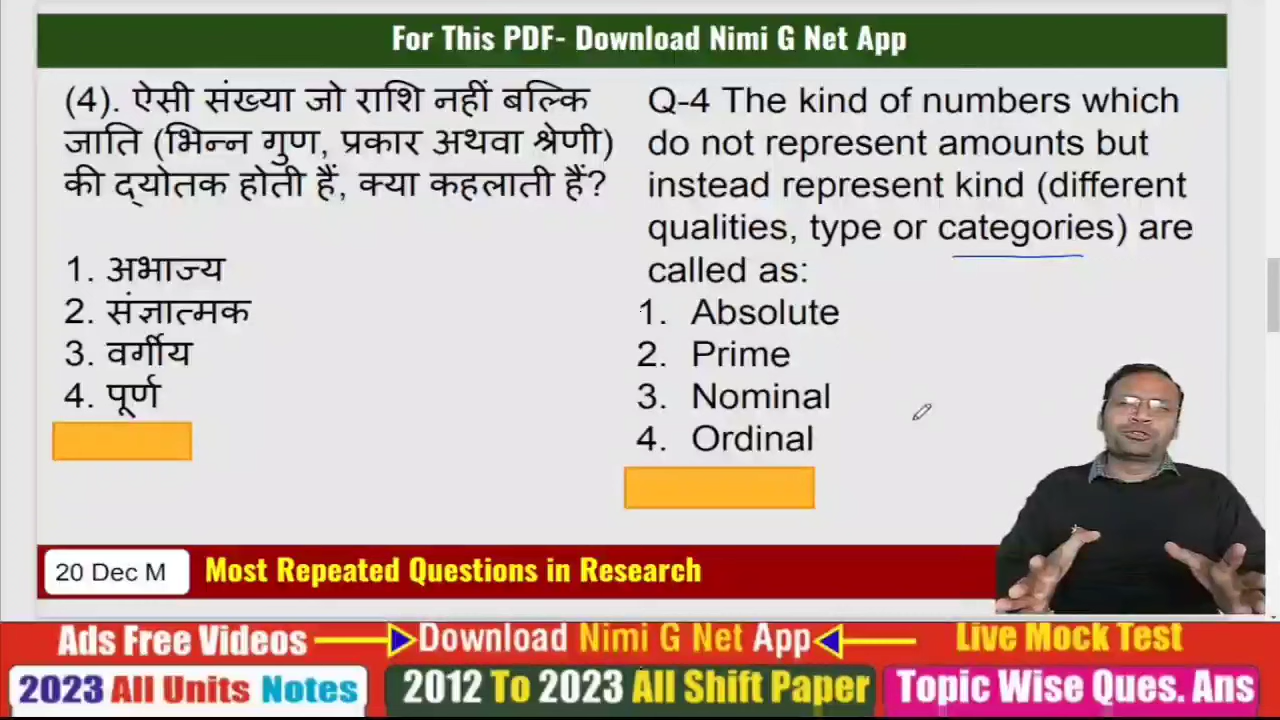 For This PDF- Download Nimi G Net App
(4). ऐसी संख्या जो राशि नहीं बल्कि
जाति (भिन्न गुण, प्रकार अथवा श्रेणी)
की द्योतक होती हैं, क्या कहलाती हैं?
1. अभाज्य
2. संज्ञात्मक
3. वर्गीय
4. पूर्ण
Q-4 The kind of numbers which
do not represent amounts but
instead represent kind (different
qualities, type or categories) are
called as:
1. Absolute
2. Prime
3. Nominal
4. Ordinal
20 Dec M Most Repeated Questions in Research
Ads Free Videos Download Nimi G Net App Live Mock Test
2023 All Units Notes 2012 To 2023 All Shift Paper Topic Wise Ques. Ans